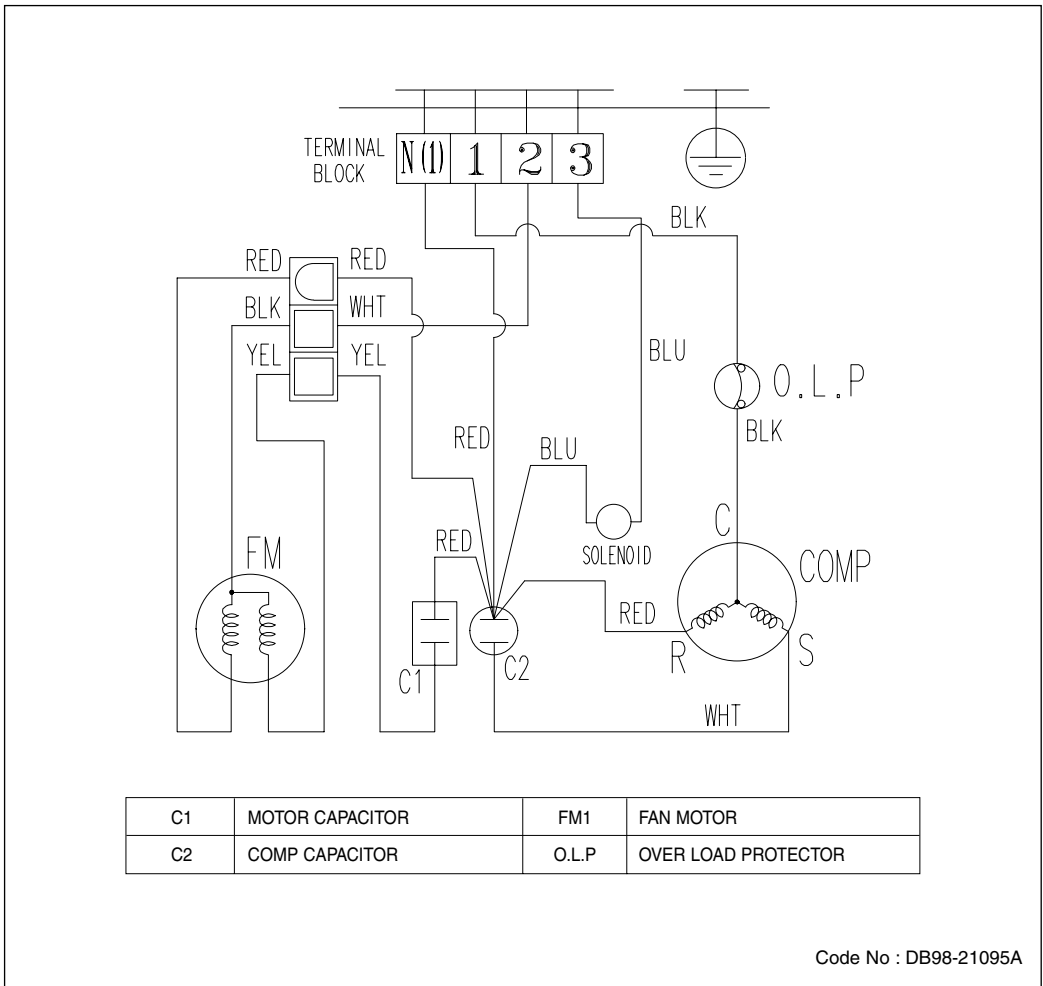 TERMINAL
BLOCK
N(1) 1 2 3
BLK
RED RED
BLK WHT
YEL YEL
BLU
O.L.P
BLK
RED
BLU
C
FM
RED
SOLENOID
COMP
RED
R
S
C1
C2
WHT
C1 MOTOR CAPACITOR FM1 FAN MOTOR
C2 COMP CAPACITOR O.L.P OVER LOAD PROTECTOR
Code No : DB98-21095A